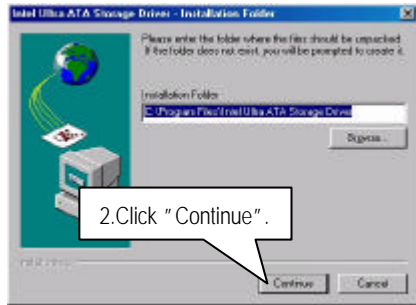 Intel Ultra ATA Storage Driver - Installation Folder
Please enter the folder where the files should be unpacked.
If the folder does not exist, you will be prompted to create it.
Installation Folder
C:\Program Files\Intel Ultra ATA Storage Driver
Browse...
2.Click "Continue".
Continue
Cancel